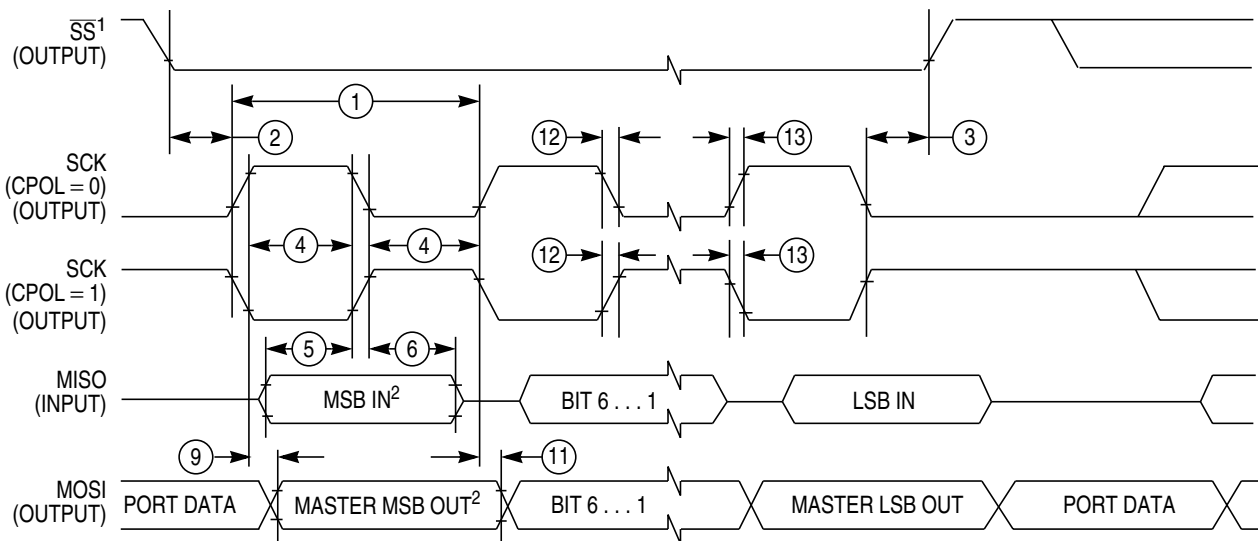 SS¹
(OUTPUT)
1
2
12
13
3
SCK
(CPOL = 0)
(OUTPUT)
4
4
SCK
(CPOL = 1)
(OUTPUT)
12
13
5
6
MISO
(INPUT)
MSB IN²
BIT 6 . . . 1
LSB IN
9
11
MOSI
(OUTPUT)
PORT DATA
MASTER MSB OUT²
BIT 6 . . . 1
MASTER LSB OUT
PORT DATA